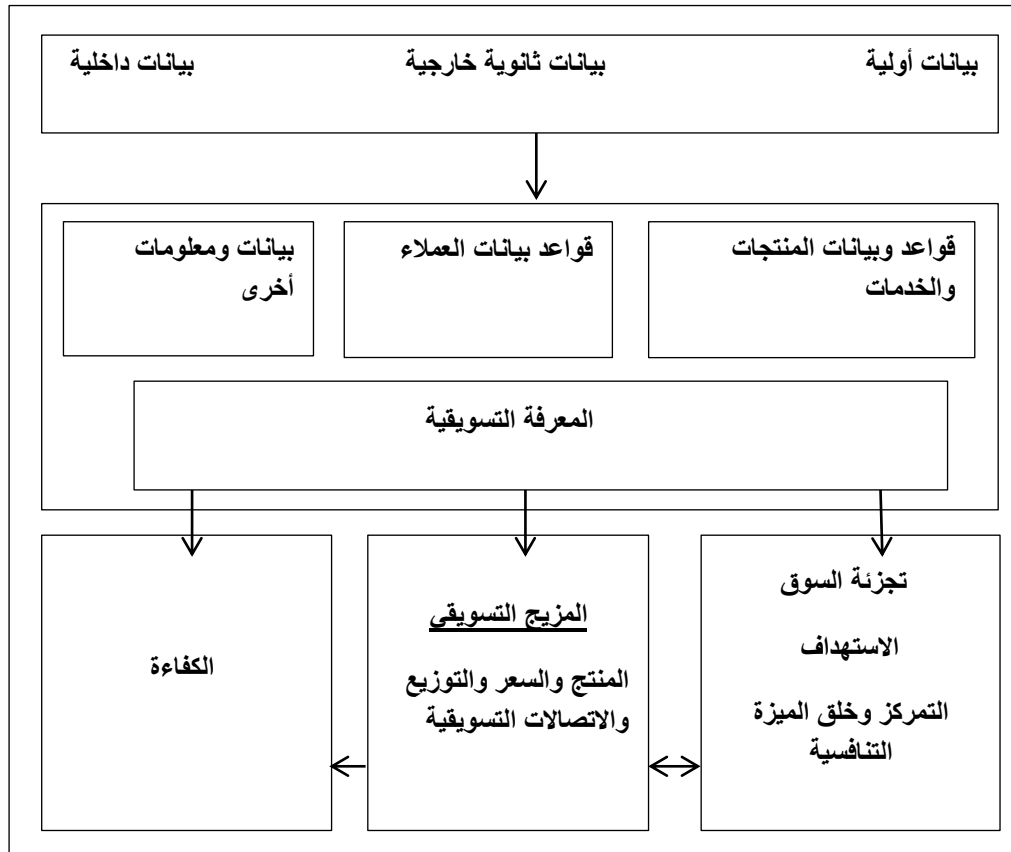 بيانات أولية
بيانات ثانوية خارجية
بيانات داخلية
قواعد وبيانات المنتجات
والخدمات
قواعد بيانات العملاء
بيانات ومعلومات
أخرى
المعرفة التسويقية
تجزئة السوق
الاستهداف
التمركز وخلق الميزة
التنافسية
المزيج التسويقي
المنتج والسعر والتوزيع
والاتصالات التسويقية
الكفاءة